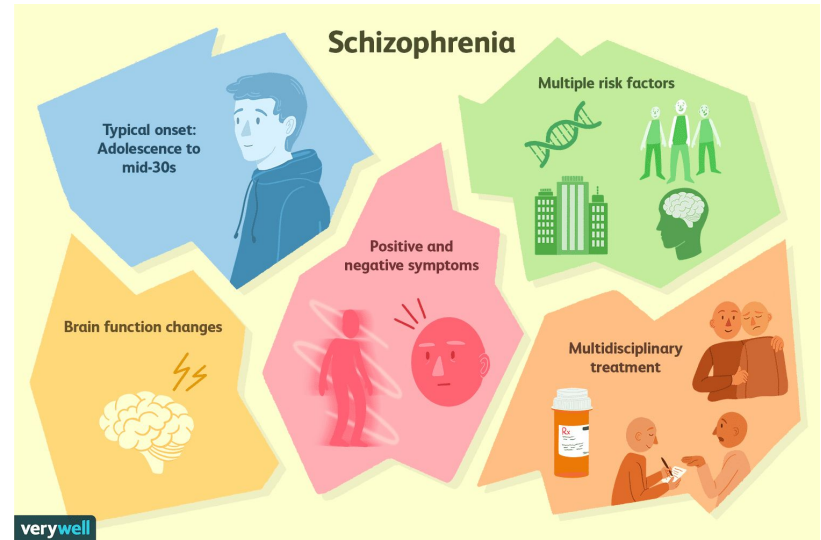 Schizophrenia
Typical onset:
Adolescence to
mid-30s
Multiple risk factors
Positive and
negative symptoms
Brain function changes
Multidisciplinary
treatment
Rx
verywell